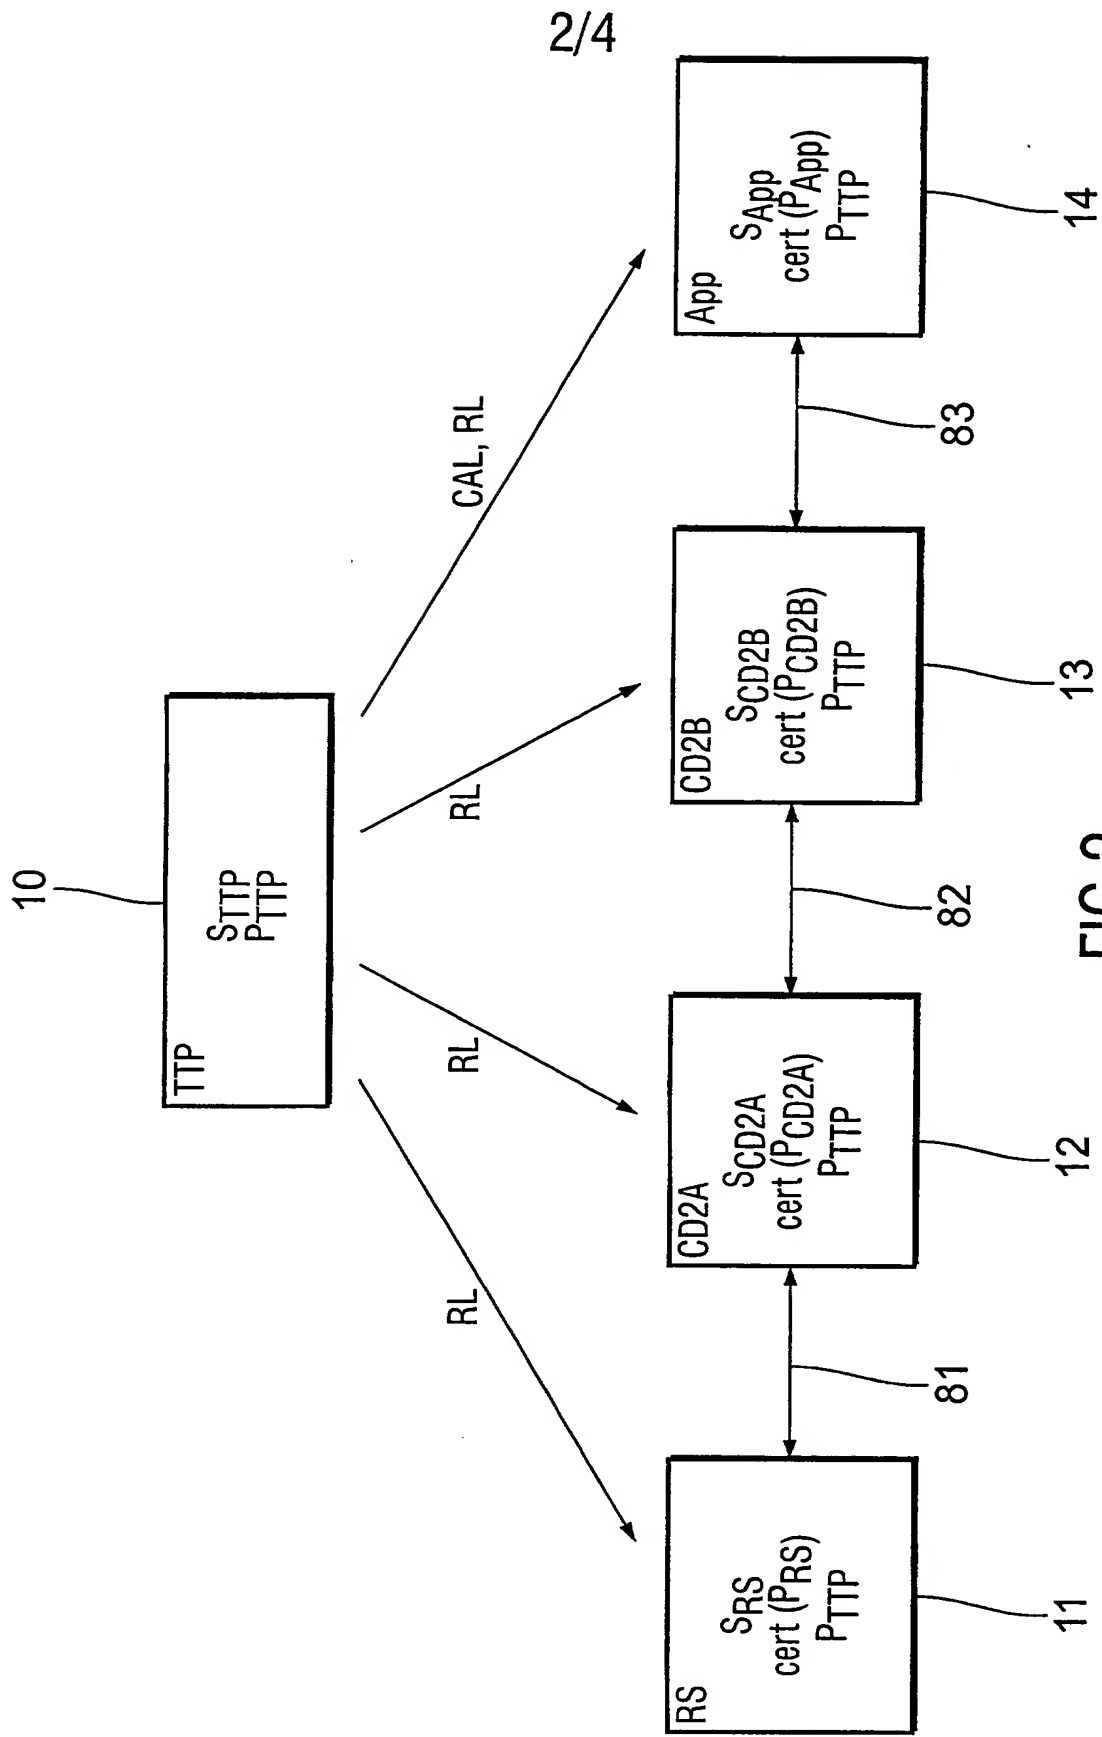 2/4
10
TTP
STTP
PTTP
RL
RL
RL
CAL, RL
RS
SRS
cert (PRS)
PTTP
11
81
CD2A
SCD2A
cert (PCD2A)
PTTP
12
82
CD2B
SCD2B
cert (PCD2B)
PTTP
13
83
App
SApp
cert (PApp)
PTTP
14